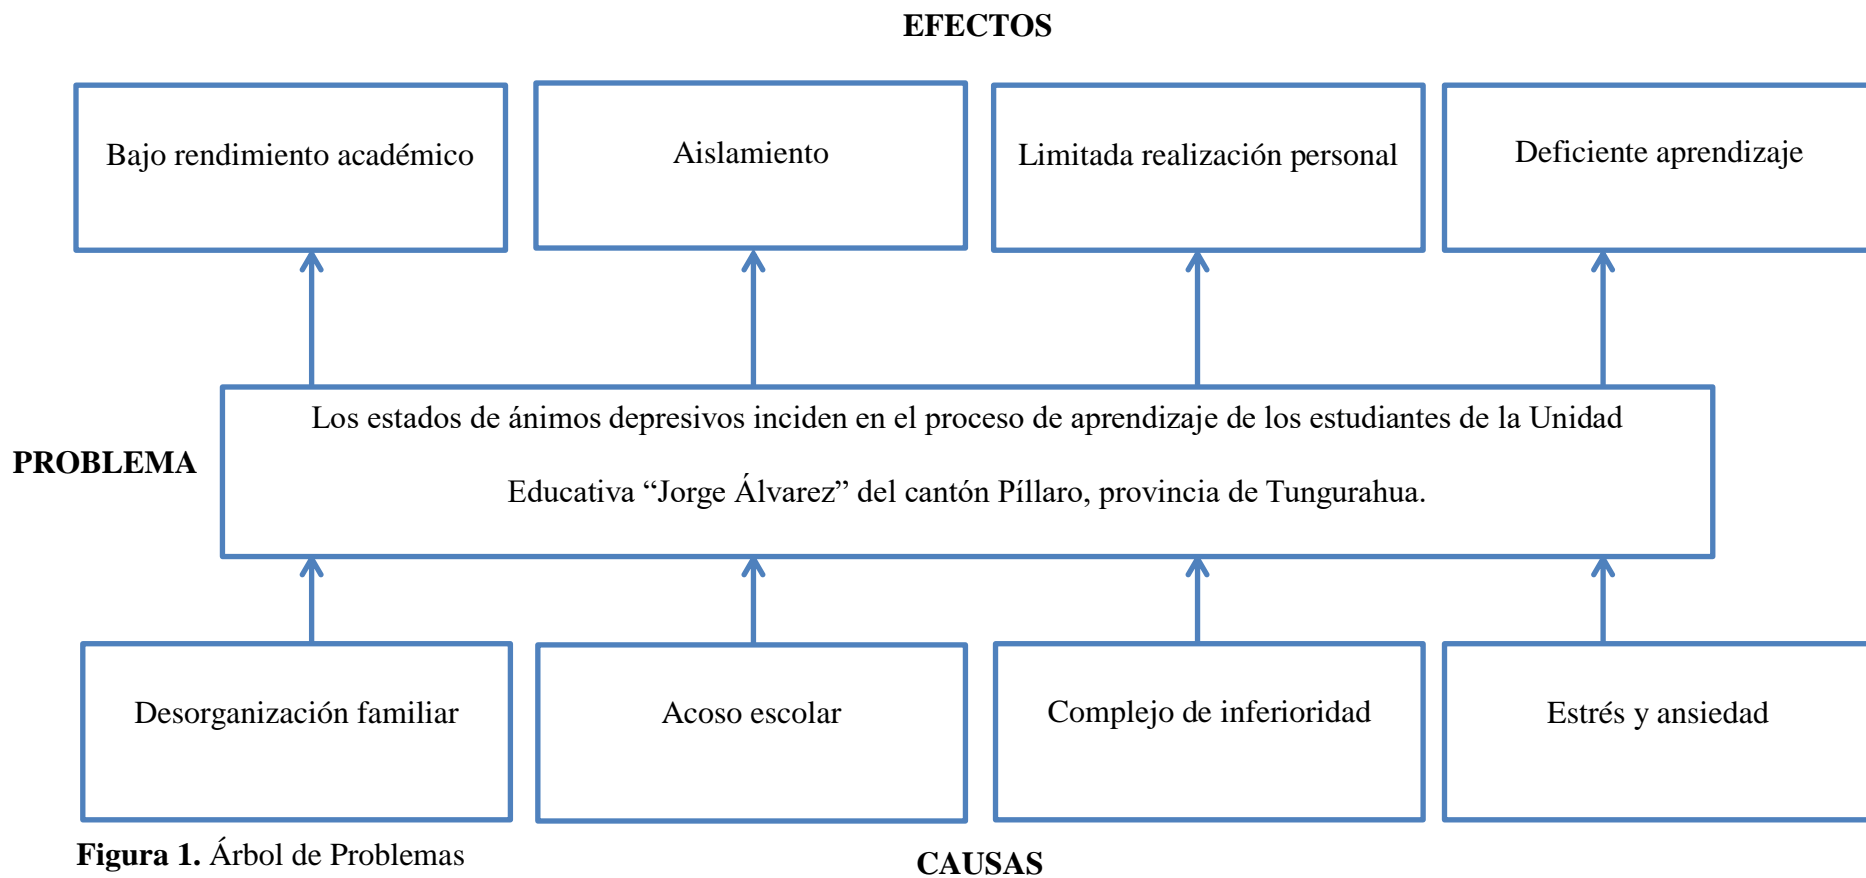 EFECTOS
Bajo rendimiento académico
Aislamiento
Limitada realización personal
Deficiente aprendizaje
PROBLEMA
Los estados de ánimos depresivos inciden en el proceso de aprendizaje de los estudiantes de la Unidad
Educativa “Jorge Álvarez” del cantón Píllaro, provincia de Tungurahua.
Desorganización familiar
Acoso escolar
Complejo de inferioridad
Estrés y ansiedad
Figura 1. Árbol de Problemas
CAUSAS